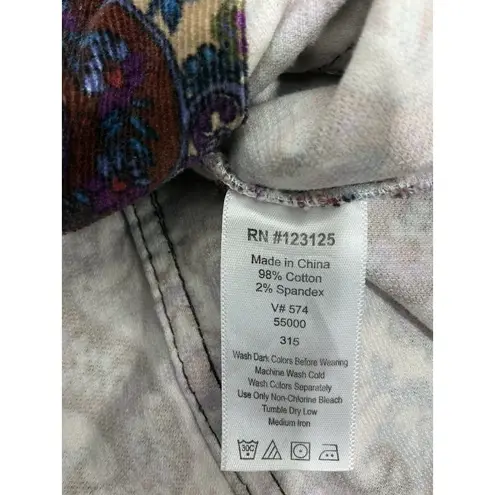 RN #123125
Made in China
98% Cotton
2% Spandex
V# 574
55000
315
Wash Dark Colors Before Wearing
Machine Wash Cold
Wash Colors Separately
Use Only Non-Chlorine Bleach
Tumble Dry Low
Medium Iron
30C